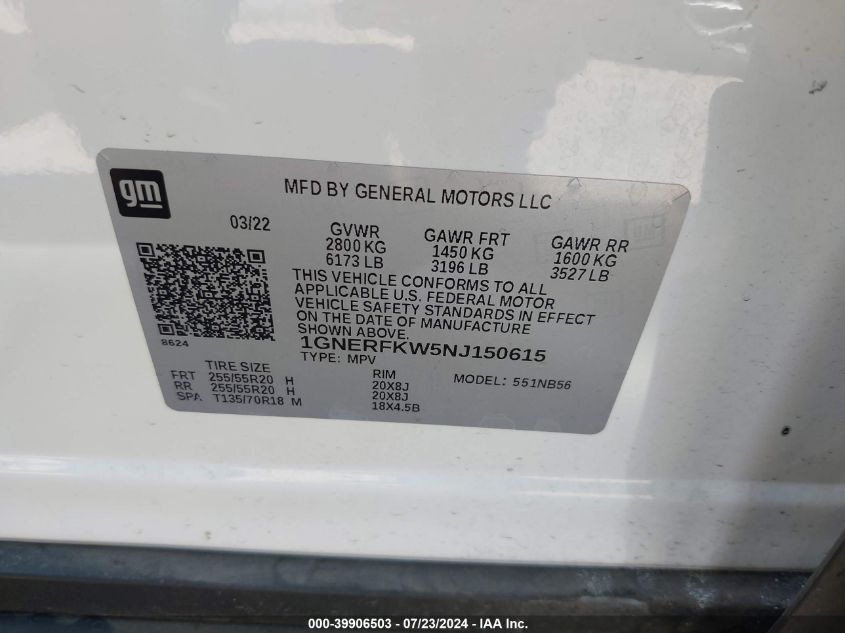 gm
MFD BY GENERAL MOTORS LLC
03/22
GVWR GAWR FRT GAWR RR
2800 KG 1450 KG 1600 KG
6173 LB 3196 LB 3527 LB
THIS VEHICLE CONFORMS TO ALL
APPLICABLE U.S. FEDERAL MOTOR
VEHICLE SAFETY STANDARDS IN EFFECT
ON THE DATE OF MANUFACTURE
SHOWN ABOVE.
8624
1GNERFKW5NJ150615
TYPE: MPV
MODEL: 551NB56
TIRE SIZE RIM
FRT 255/55R20 H 20X8J
RR 255/55R20 H 20X8J
SPA T135/70R18 M 18X4.5B
000-39906503 - 07/23/2024 - IAA Inc.